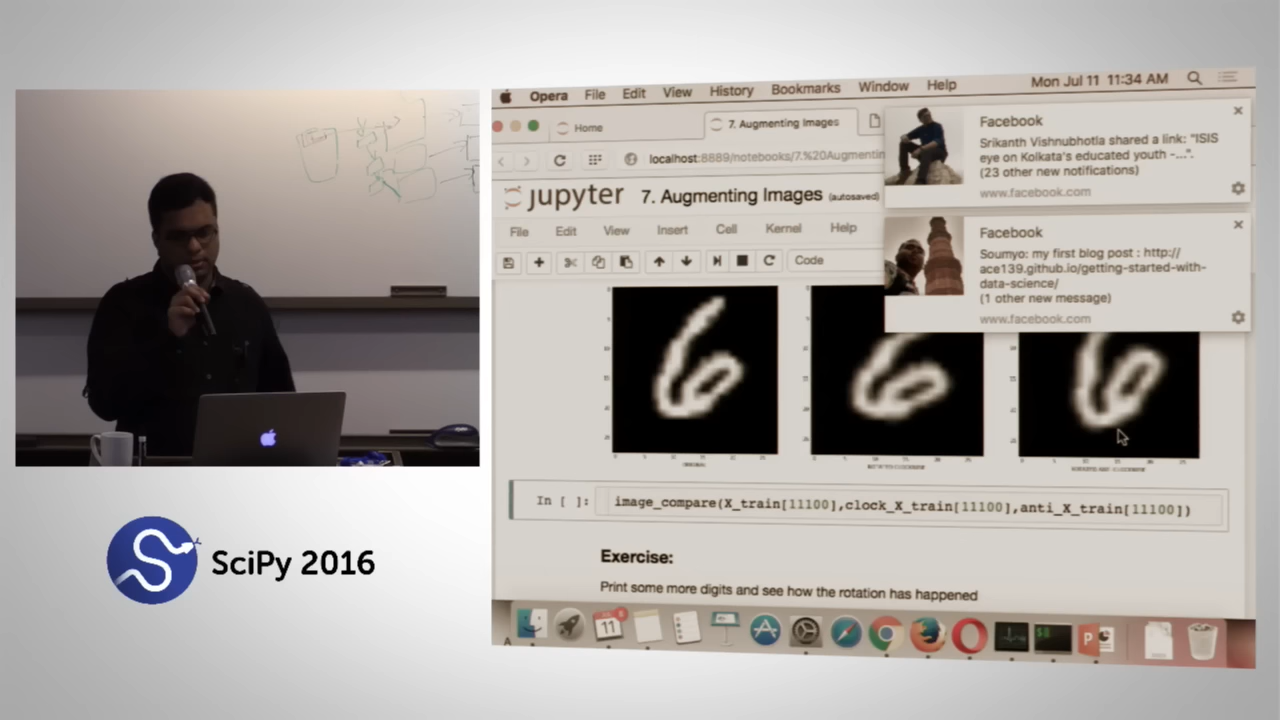 Opera File Edit View History Bookmarks Window Help Mon Jul 11 11:34 AM
Home
7. Augmenting Images
localhost:8889/notebooks/7.%20Augmentin
jupyter 7. Augmenting Images (autosaved)
File Edit View Insert Cell Kernel Help
Code
Facebook
Srikanth Vishnubhotla shared a link: "ISIS
eye on Kolkata's educated youth -...".
(23 other new notifications)
www.facebook.com
Facebook
Soumyo: my first blog post : http://
ace139.github.io/getting-started-with-
data-science/
(1 other new message)
www.facebook.com
In [ ]: image_compare(X_train[11100],clock_X_train[11100],anti_X_train[11100])
Exercise:
Print some more digits and see how the rotation has happened
11
SciPy 2016